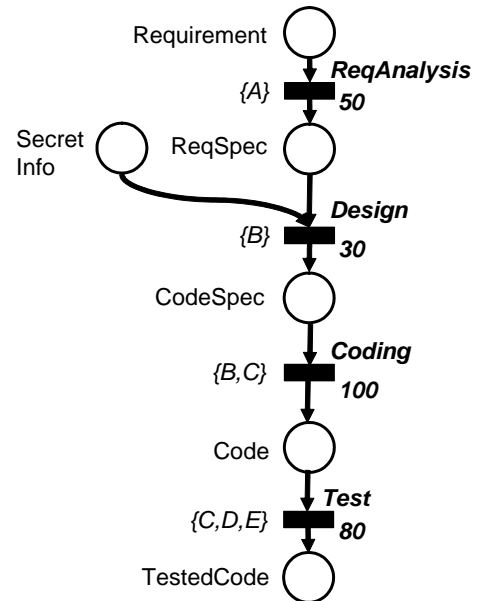 Requirement
ReqAnalysis
{A}
50
Secret
Info
ReqSpec
Design
{B}
30
CodeSpec
Coding
{B,C}
100
Code
Test
{C,D,E}
80
TestedCode